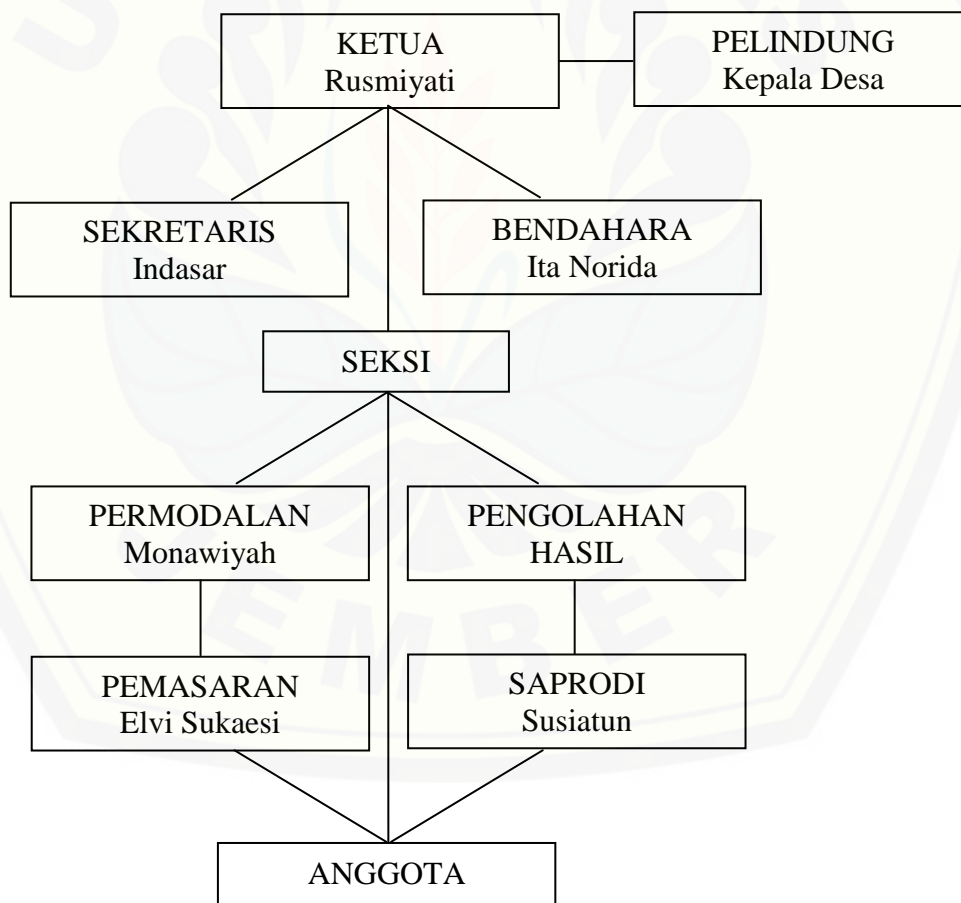 KETUA
Rusmiyati
PELINDUNG
Kepala Desa
SEKRETARIS
Indasar
BENDAHARA
Ita Norida
SEKSI
PERMODALAN
Monawiyah
PENGOLAHAN
HASIL
PEMASARAN
Elvi Sukaesi
SAPRODI
Susiatun
ANGGOTA
EMBER